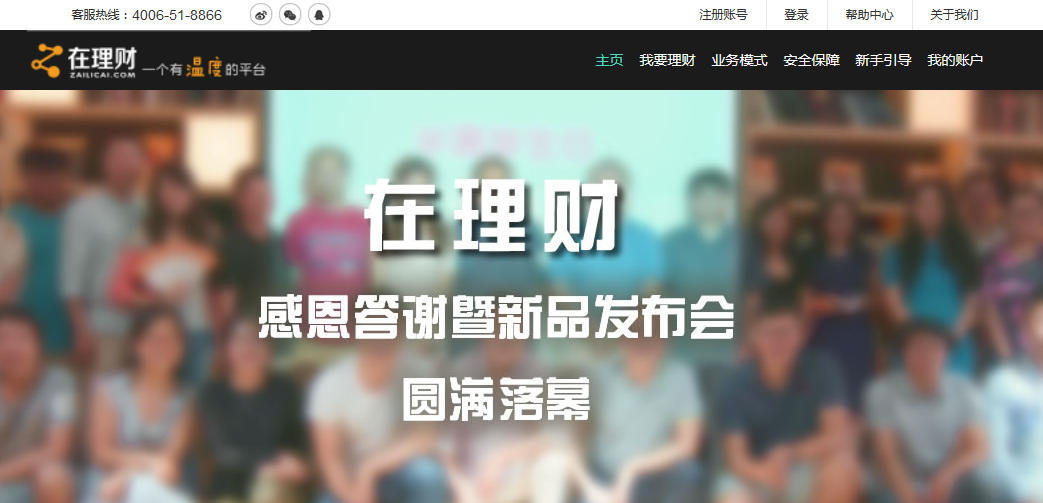 客服热线：4006-51-8866
注册账号 登录 帮助中心 关于我们
在理财
ZAILICAI.COM
一个有温度的平台
主页 我要理财 业务模式 安全保障 新手引导 我的账户
在理财
感恩答谢暨新品发布会
圆满落幕